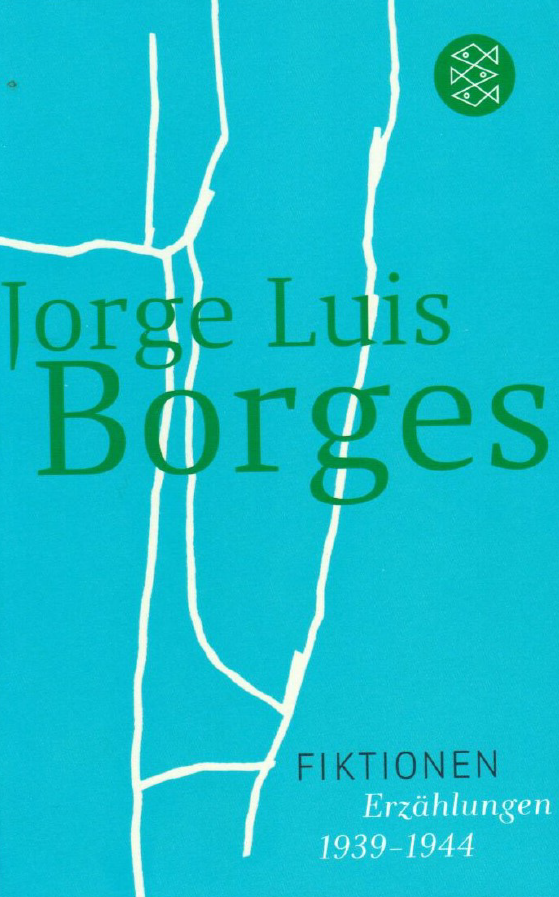 Jorge Luis
Borges
FIKTIONEN
Erzählungen
1939–1944